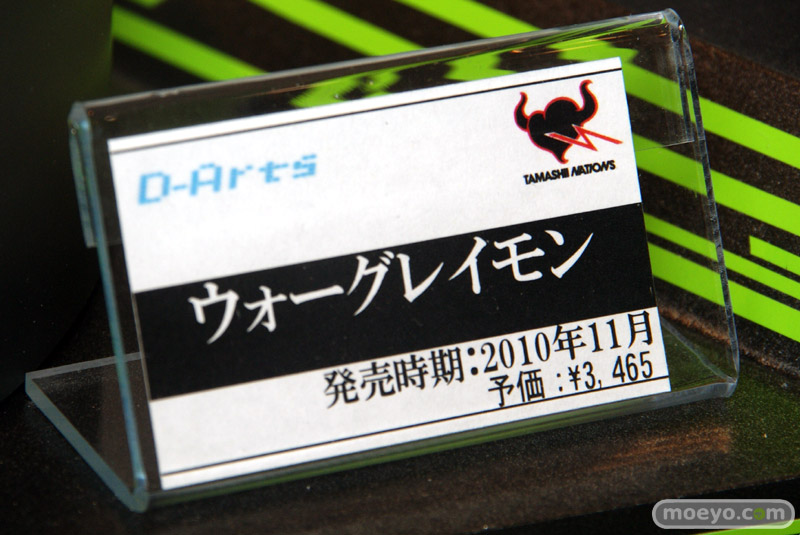 D-Arts
TAMASHII NATIONS
ウォーグレイモン
発売時期:2010年11月
予価 :¥3,465
moeyo.com